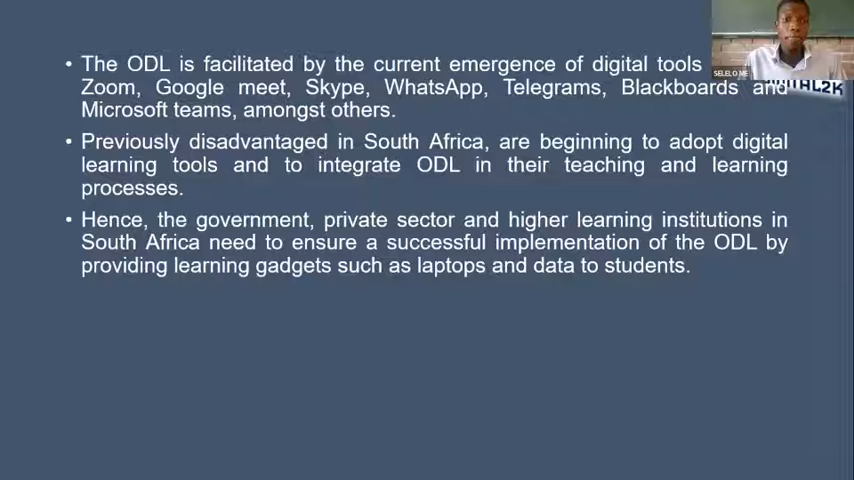 • The ODL is facilitated by the current emergence of digital tools
Zoom, Google meet, Skype, WhatsApp, Telegrams, Blackboards and
Microsoft teams, amongst others.
• Previously disadvantaged in South Africa, are beginning to adopt digital
learning tools and to integrate ODL in their teaching and learning
processes.
• Hence, the government, private sector and higher learning institutions in
South Africa need to ensure a successful implementation of the ODL by
providing learning gadgets such as laptops and data to students.
SELELO ME